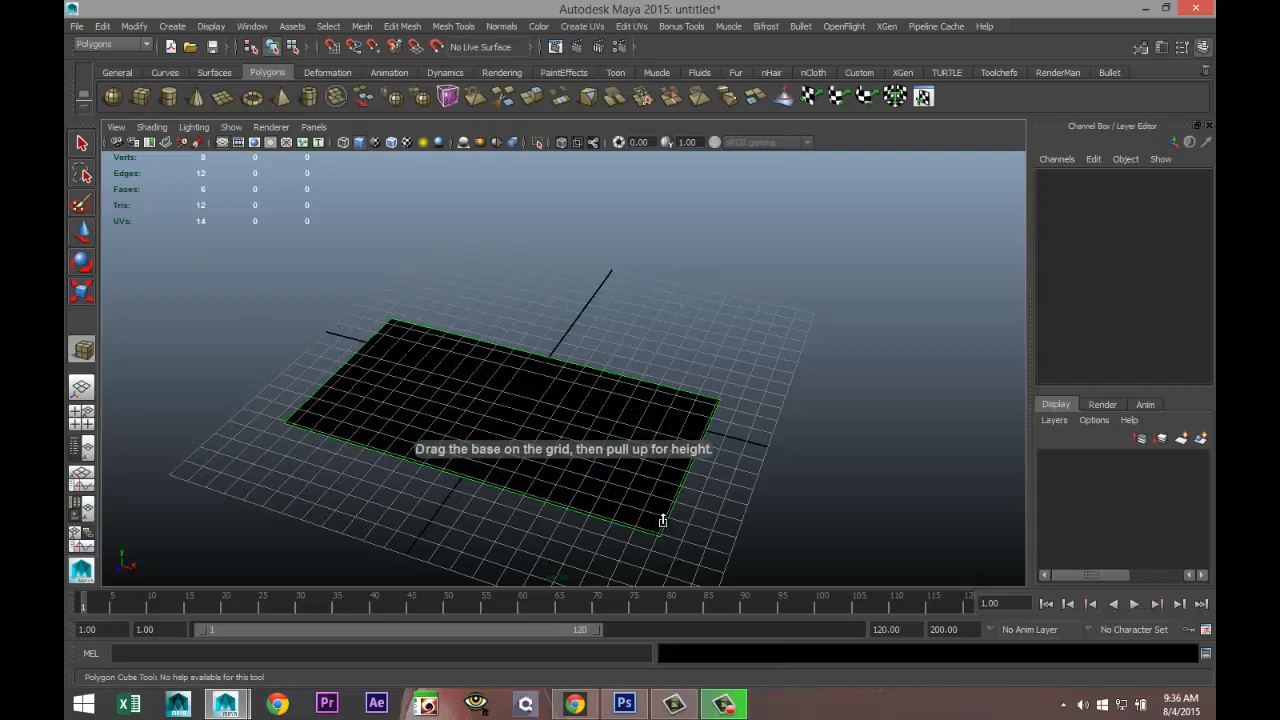 Autodesk Maya 2015: untitled*
File Edit Modify Create Display Window Assets Select Mesh Edit Mesh Mesh Tools Normals Color Create UVs Edit UVs Bonus Tools Muscle Bifrost Bullet OpenFlight XGen Pipeline Cache Help
Polygons No Live Surface
General Curves Surfaces Polygons Deformation Animation Dynamics Rendering PaintEffects Toon Muscle Fluids Fur nHair nCloth Custom XGen TURTLE Toolchefs RenderMan Bullet
Channel Box / Layer Editor
View Shading Lighting Show Renderer Panels
0.00 1.00 sRGB gamma
Channels Edit Object Show
Verts: 8 0 0
Edges: 12 0 0
Faces: 6 0 0
Tris: 12 0 0
UVs: 14 0 0
Drag the base on the grid, then pull up for height.
Display Render Anim
Layers Options Help
y
x
MAYA
1 5 10 15 20 25 30 35 40 45 50 55 60 65 70 75 80 85 90 95 100 105 110 115 12 1.00
1.00 1.00 1 120 120.00 200.00 No Anim Layer No Character Set
MEL
Polygon Cube Tool: No help available for this tool
Pr Ae Ps
9:36 AM
8/4/2015